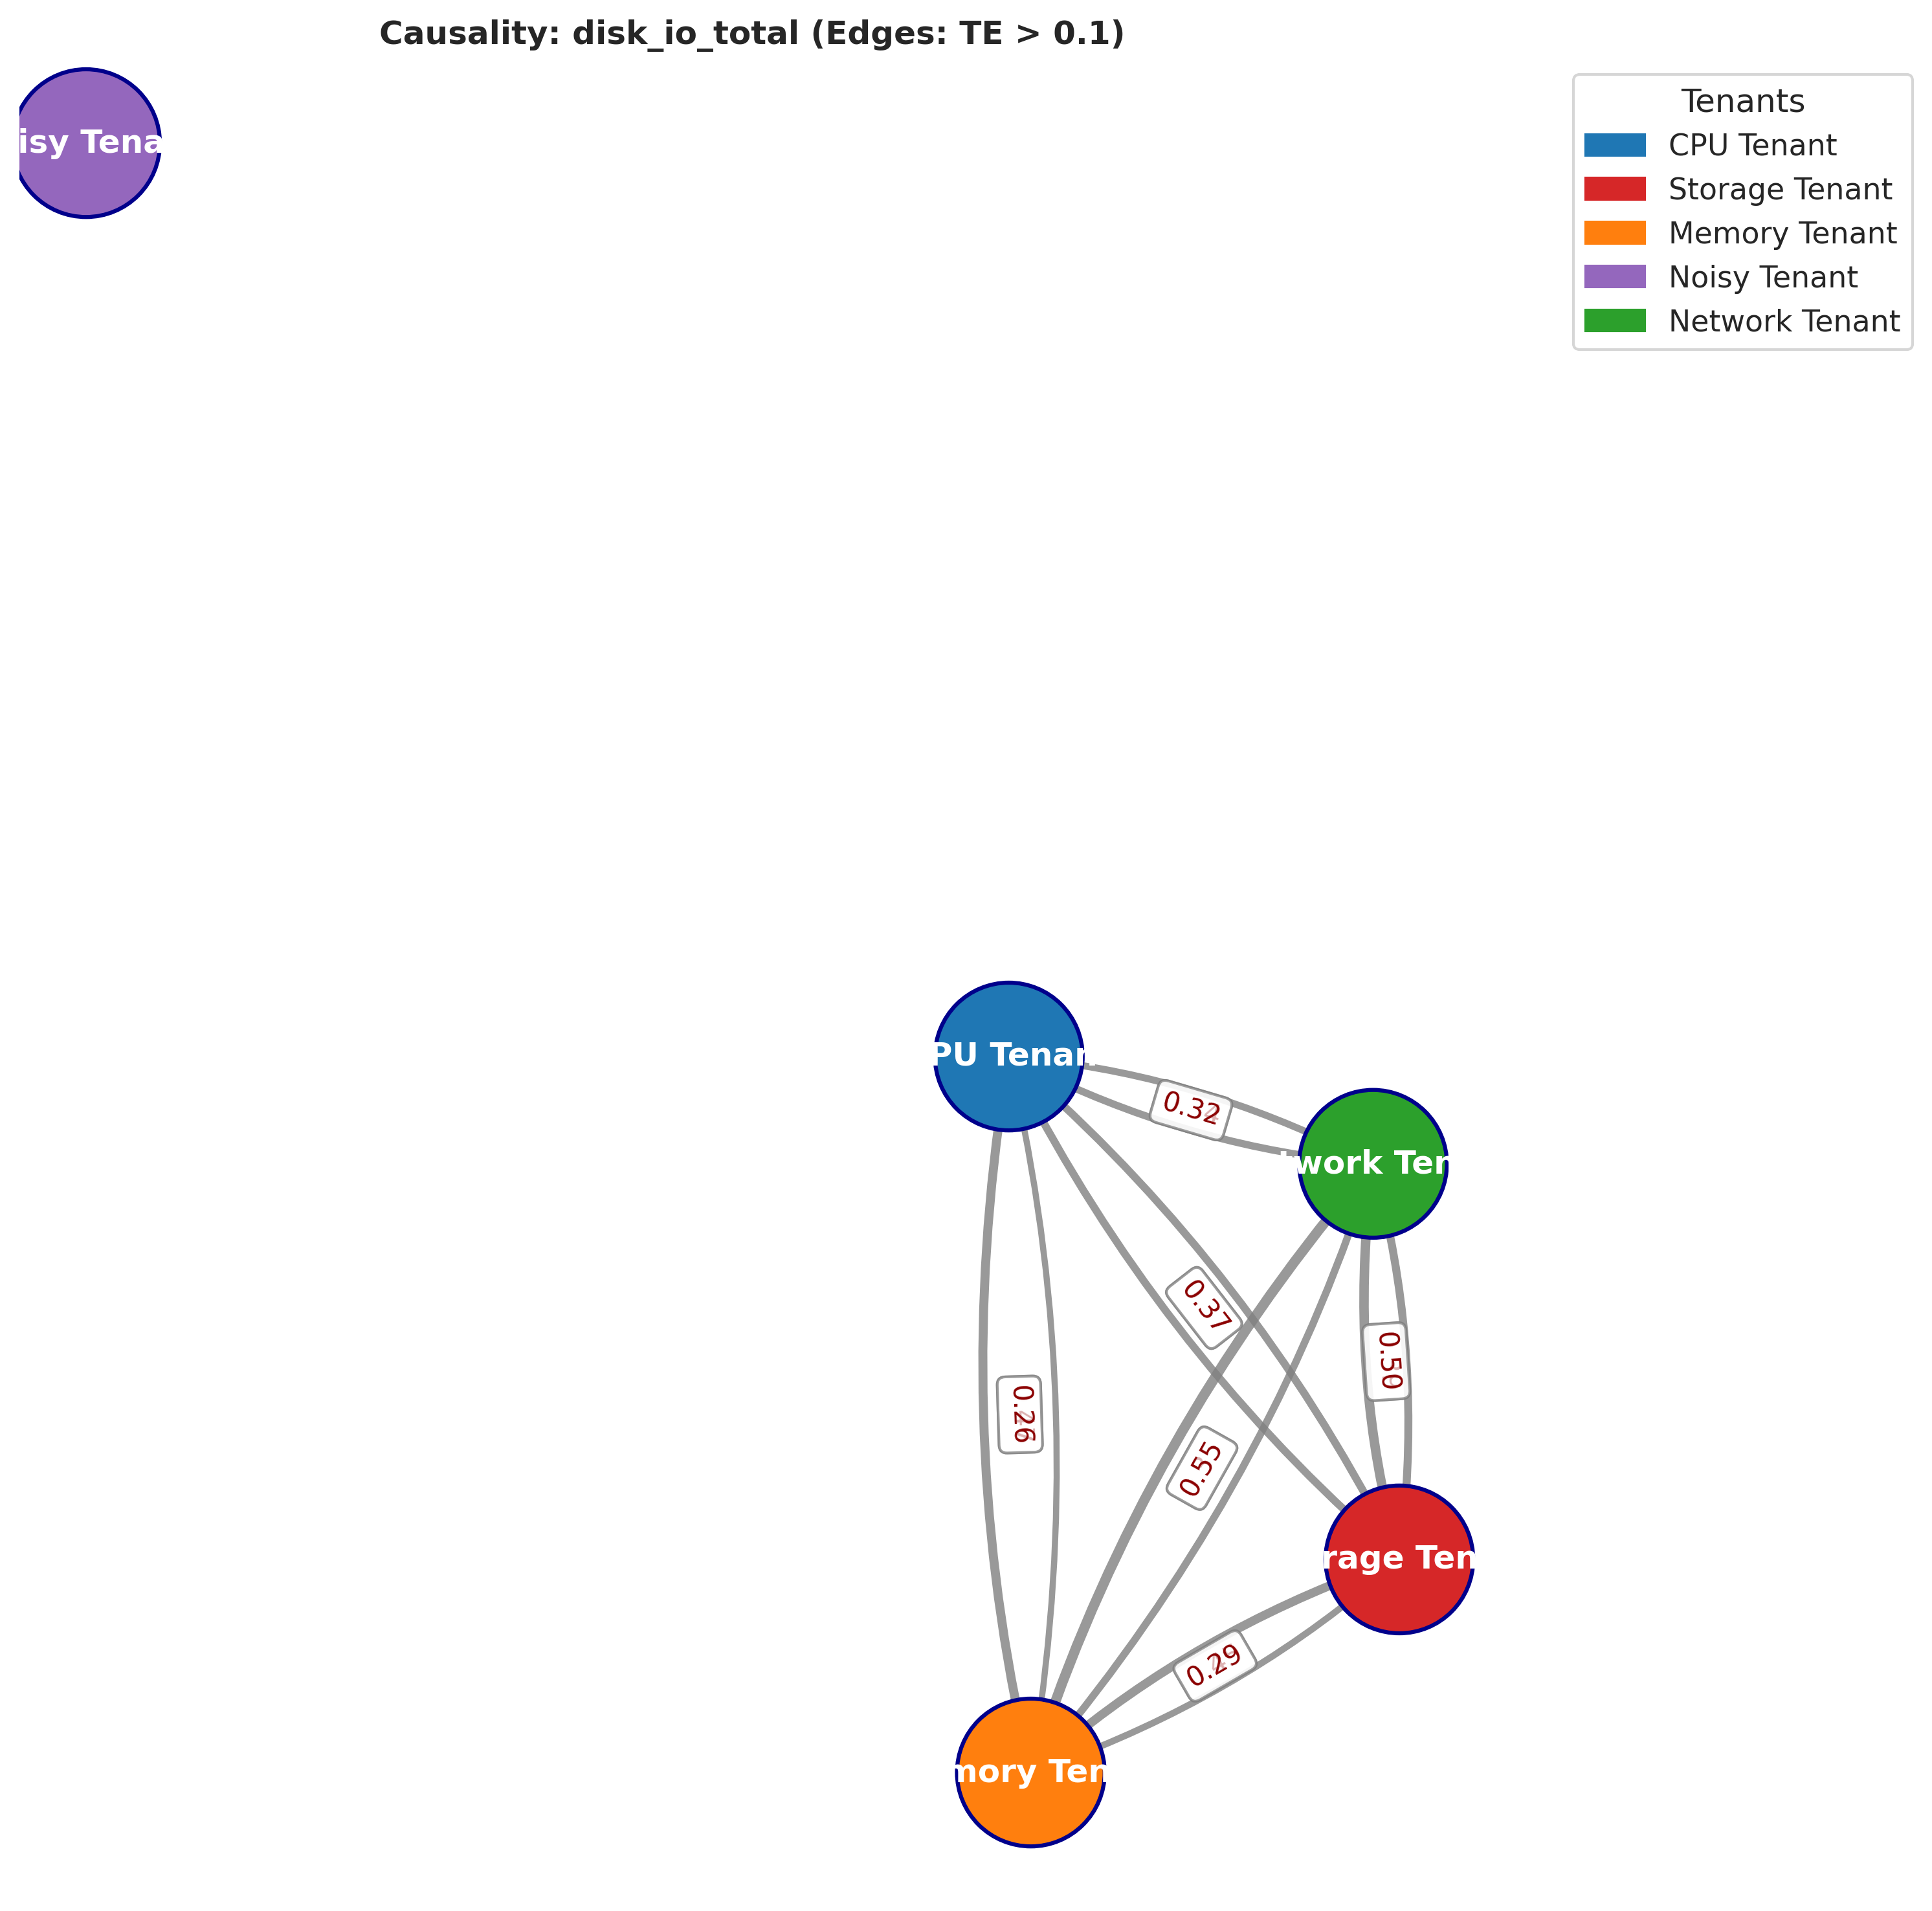 Causality: disk_io_total (Edges: TE > 0.1)
isy Tena
Tenants
CPU Tenant
Storage Tenant
Memory Tenant
Noisy Tenant
Network Tenant
PU Tenan
0.32
twork Ten
0.37
0.50
0.26
0.55
rage Ten
0.29
mory Ten